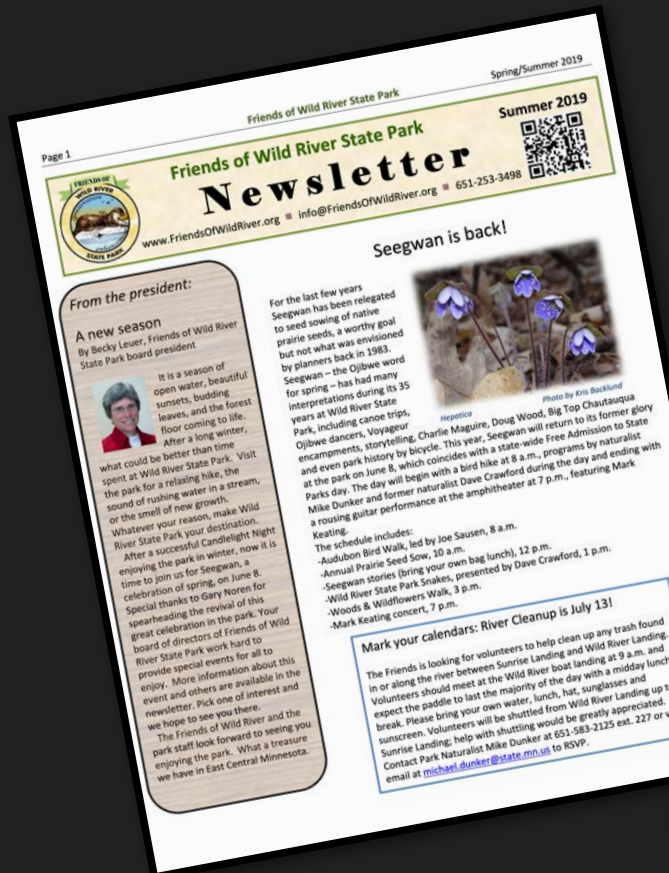 Page 1
Friends of Wild River State Park
Spring/Summer 2019
FRIENDS OF
WILD RIVER
STATE PARK
Friends of Wild River State Park
Summer 2019
Newsletter
www.FriendsOfWildRiver.org ■ info@FriendsOfWildRiver.org ■ 651-253-3498
From the president:
A new season
By Becky Leuer, Friends of Wild River
State Park board president
It is a season of
open water, beautiful
sunsets, budding
leaves, and the forest
floor coming to life.
After a long winter,
what could be better than time
spent at Wild River State Park.  Visit
the park for a relaxing hike, the
sound of rushing water in a stream,
or the smell of new growth.
Whatever your reason, make Wild
River State Park your destination.
After a successful Candlelight Night
enjoying the park in winter, now it is
time to join us for Seegwan, a
celebration of spring, on June 8.
Special thanks to Gary Noren for
spearheading the revival of this
great celebration in the park. Your
board of directors of Friends of Wild
River State Park work hard to
provide special events for all to
enjoy.  More information about this
event and others are available in the
newsletter. Pick one of interest and
we hope to see you there.
The Friends of Wild River and the
park staff look forward to seeing you
enjoying the park.  What a treasure
we have in East Central Minnesota.
Seegwan is back!
For the last few years
Seegwan has been relegated
to seed sowing of native
prairie seeds, a worthy goal
but not what was envisioned
by planners back in 1983.
Seegwan – the Ojibwe word
for spring – has had many
interpretations during its 35
years at Wild River State
Park, including canoe trips,
Ojibwe dancers, Voyageur
encampments, storytelling, Charlie Maguire, Doug Wood, Big Top Chautauqua
and even park history by bicycle. This year, Seegwan will return to its former glory
at the park on June 8, which coincides with a state-wide Free Admission to State
Parks day. The day will begin with a bird hike at 8 a.m., programs by naturalist
Mike Dunker and former naturalist Dave Crawford during the day and ending with
a rousing guitar performance at the amphitheater at 7 p.m., featuring Mark
Keating.
Hepatica
Photo by Kris Backlund
The schedule includes:
-Audubon Bird Walk, led by Joe Sausen, 8 a.m.
-Annual Prairie Seed Sow, 10 a.m.
-Seegwan stories (bring your own bag lunch), 12 p.m.
-Wild River State Park Snakes, presented by Dave Crawford, 1 p.m.
-Woods & Wildflowers Walk, 3 p.m.
-Mark Keating concert, 7 p.m.
Mark your calendars: River Cleanup is July 13!
The Friends is looking for volunteers to help clean up any trash found
in or along the river between Sunrise Landing and Wild River Landing.
Volunteers should meet at the Wild River boat landing at 9 a.m. and
expect the paddle to last the majority of the day with a midday lunch
break. Please bring your own water, lunch, hat, sunglasses and
sunscreen. Volunteers will be shuttled from Wild River Landing up t
Sunrise Landing; help with shuttling would be greatly appreciated.
Contact Park Naturalist Mike Dunker at 651-583-2125 ext. 227 or
email at michael.dunker@state.mn.us to RSVP.